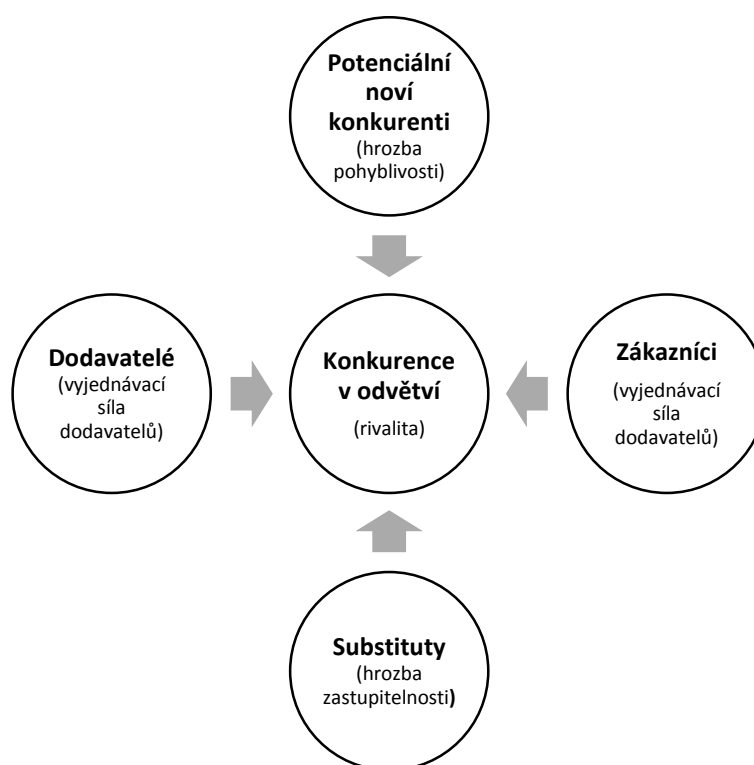 Potenciální
noví
konkurenti
(hrozba
pohyblivosti)
Dodavatelé
(vyjednávací
síla
dodavatelů)
Konkurence
v odvětví
(rivalita)
Zákazníci
(vyjednávací
síla
dodavatelů)
Substituty
(hrozba
zastupitelnosti)